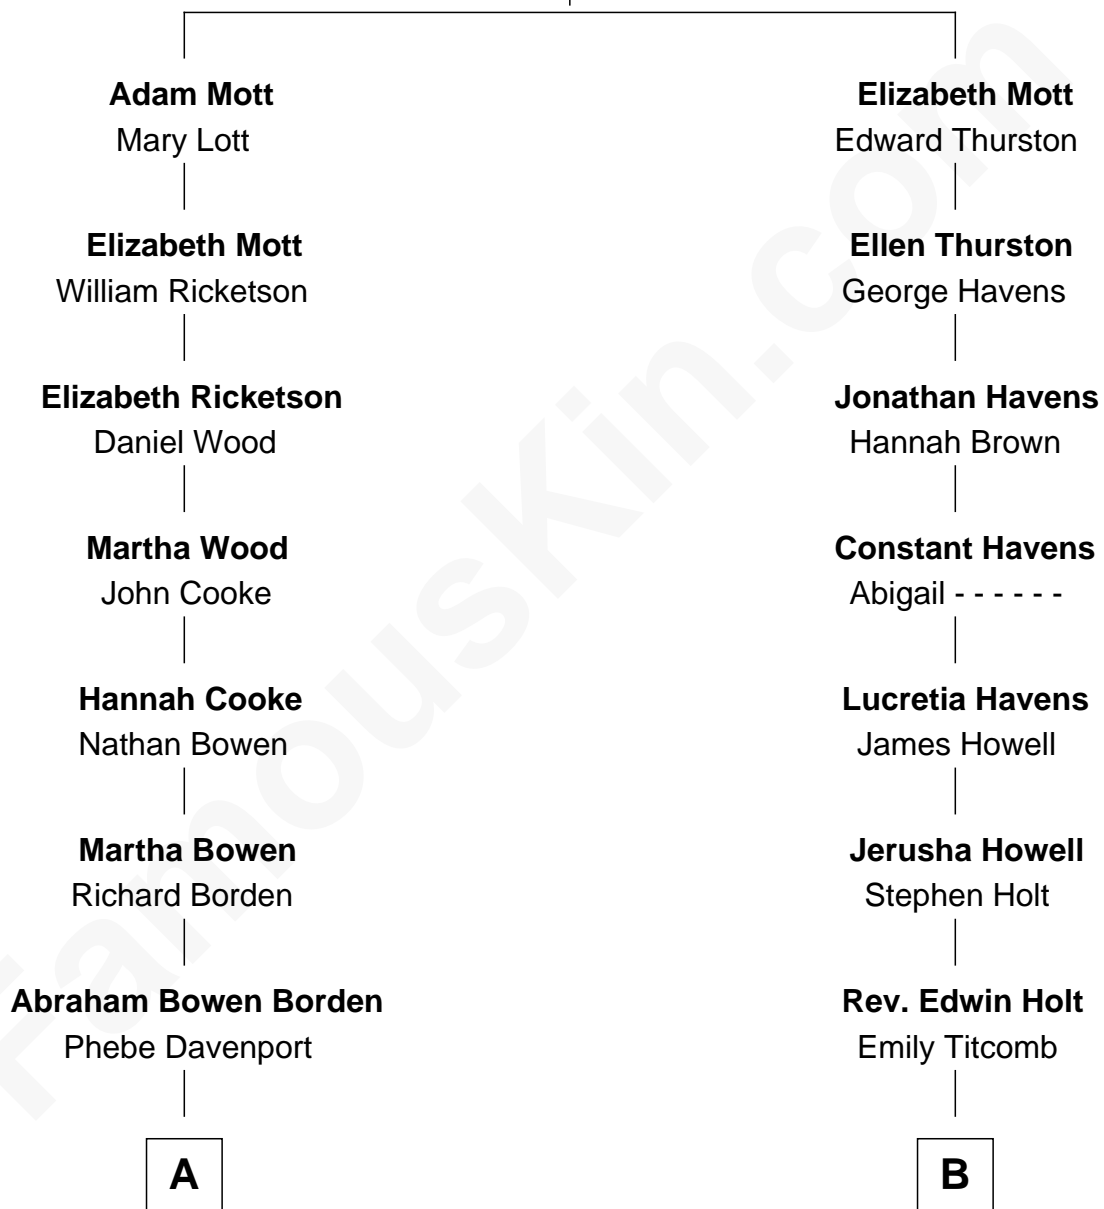 Adam Mott
Mary Lott
Elizabeth Mott
William Ricketson
Elizabeth Ricketson
Daniel Wood
Martha Wood
John Cooke
Hannah Cooke
Nathan Bowen
Martha Bowen
Richard Borden
Abraham Bowen Borden
Phebe Davenport
A
Elizabeth Mott
Edward Thurston
Ellen Thurston
George Havens
Jonathan Havens
Hannah Brown
Constant Havens
Abigail - - - - - -
Lucretia Havens
James Howell
Jerusha Howell
Stephen Holt
Rev. Edwin Holt
Emily Titcomb
B
FamousKin.com